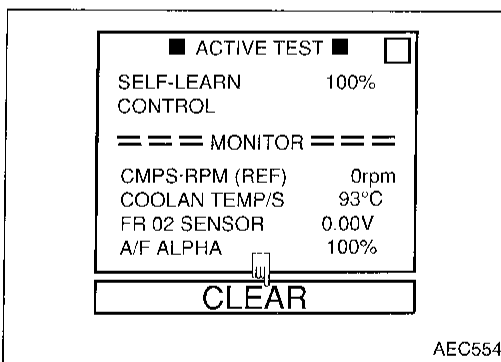 ■ ACTIVE TEST ■
SELF-LEARN 100%
CONTROL
= = = MONITOR = = =
CMPS·RPM (REF) 0rpm
COOLAN TEMP/S 93°C
FR 02 SENSOR 0.00V
A/F ALPHA 100%
CLEAR
AEC554